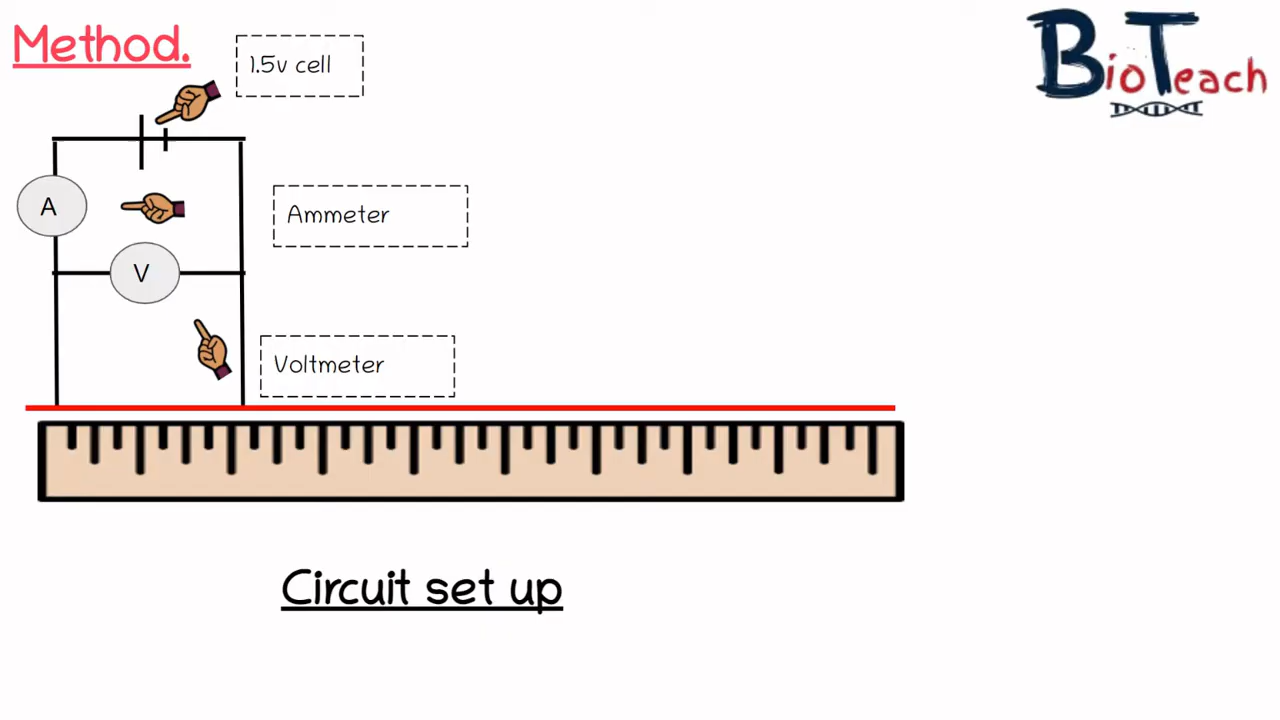 Method.
1.5v cell
BioTeach
A
Ammeter
V
Voltmeter
Circuit set up